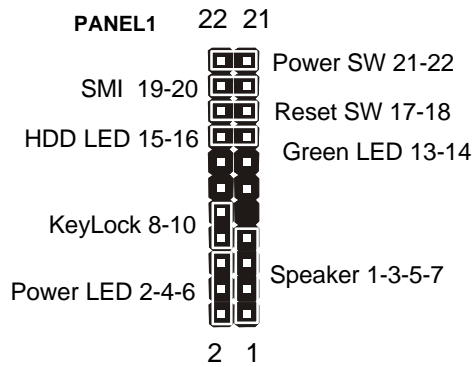 PANEL1 22 21
Power SW 21-22
SMI 19-20
Reset SW 17-18
HDD LED 15-16
Green LED 13-14
KeyLock 8-10
Speaker 1-3-5-7
Power LED 2-4-6
2 1